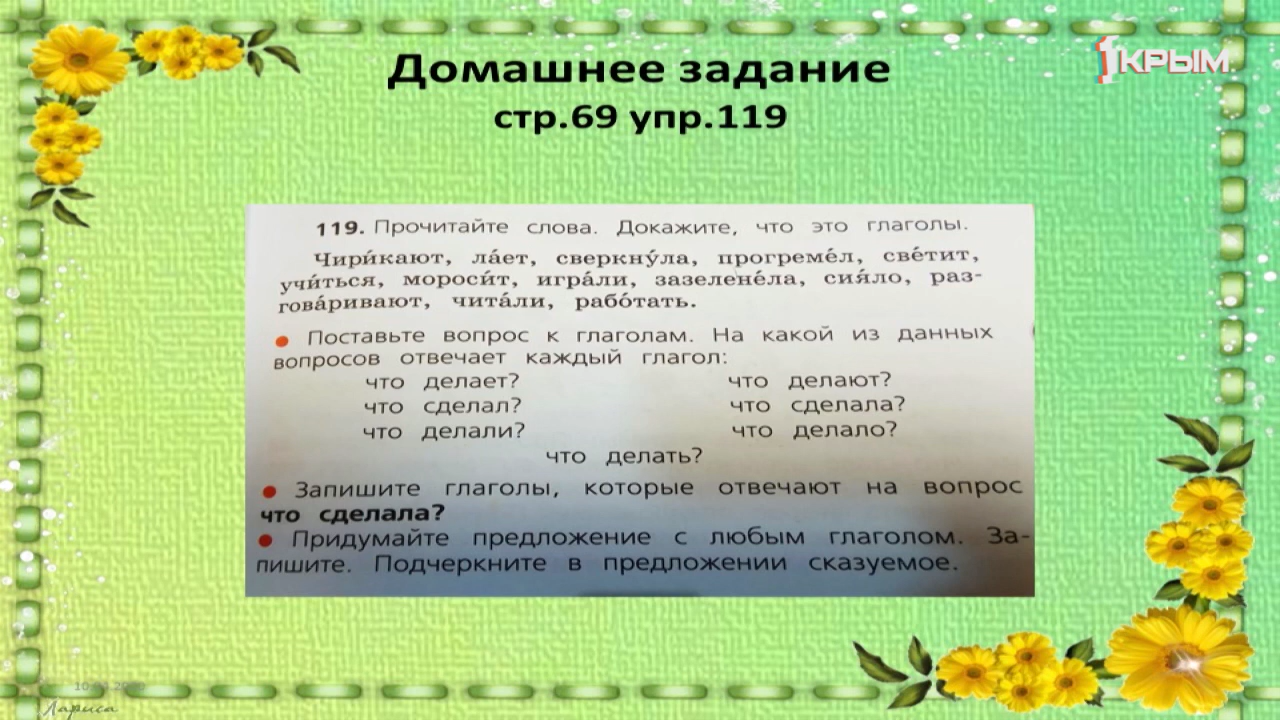 Домашнее задание
стр.69 упр.119
1КРЫМ
119. Прочитайте слова. Докажите, что это глаголы.
Чири́кают, ла́ет, сверкну́ла, прогреме́л, све́тит,
учи́ться, мороси́т, игра́ли, зазелене́ла, сия́ло, раз-
гова́ривают, чита́ли, рабо́тать.
● Поставьте вопрос к глаголам. На какой из данных
вопросов отвечает каждый глагол:
что делает? что делают?
что сделал? что сделала?
что делали? что делало?
что делать?
● Запишите глаголы, которые отвечают на вопрос
что сделала?
● Придумайте предложение с любым глаголом. За-
пишите. Подчеркните в предложении сказуемое.
Лариса